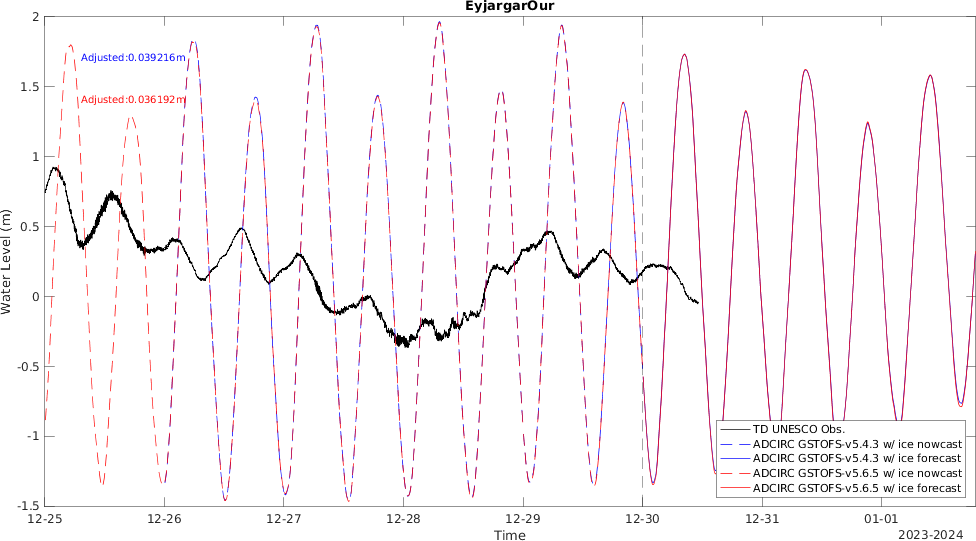 EyjargarOur
2
1.5
1
0.5
0
-0.5
-1
-1.5
Water Level (m)
Adjusted:0.039216m
Adjusted:0.036192m
TD UNESCO Obs.
ADCIRC GSTOFS-v5.4.3 w/ ice nowcast
ADCIRC GSTOFS-v5.4.3 w/ ice forecast
ADCIRC GSTOFS-v5.6.5 w/ ice nowcast
ADCIRC GSTOFS-v5.6.5 w/ ice forecast
12-25 12-26 12-27 12-28 12-29 12-30 12-31 01-01
Time
2023-2024